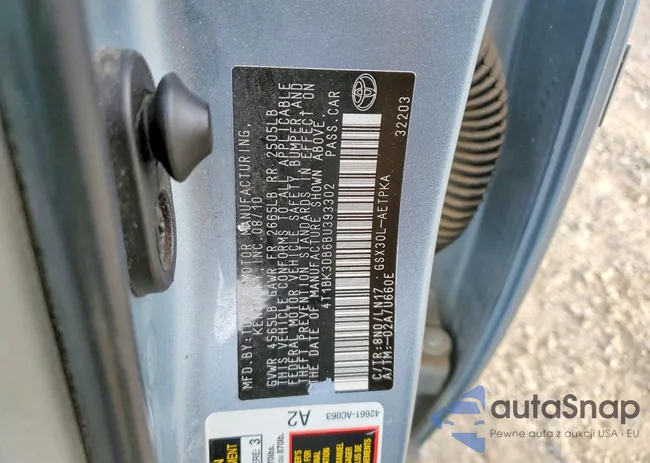 MFD.BY: TOYOTA MOTOR MANUFACTURING,
KENTUCKY, INC. 08/10
GVWR 4565LB GAWR FR 2665LB RR 2505LB
THIS VEHICLE CONFORMS TO ALL APPLICABLE
FEDERAL MOTOR VEHICLE SAFETY, BUMPER, AND
THEFT PREVENTION STANDARDS IN EFFECT ON
THE DATE OF MANUFACTURE SHOWN ABOVE.
4T1BK3DB6BU393302 PASS.CAR
C/TR:8N0/LN17 GSX30L-AETPKA
A/TM:-02A/U660E
32203
42661-AC063
A2
ERE: 3
autoSnap
Pewne auto z aukcji USA i EU